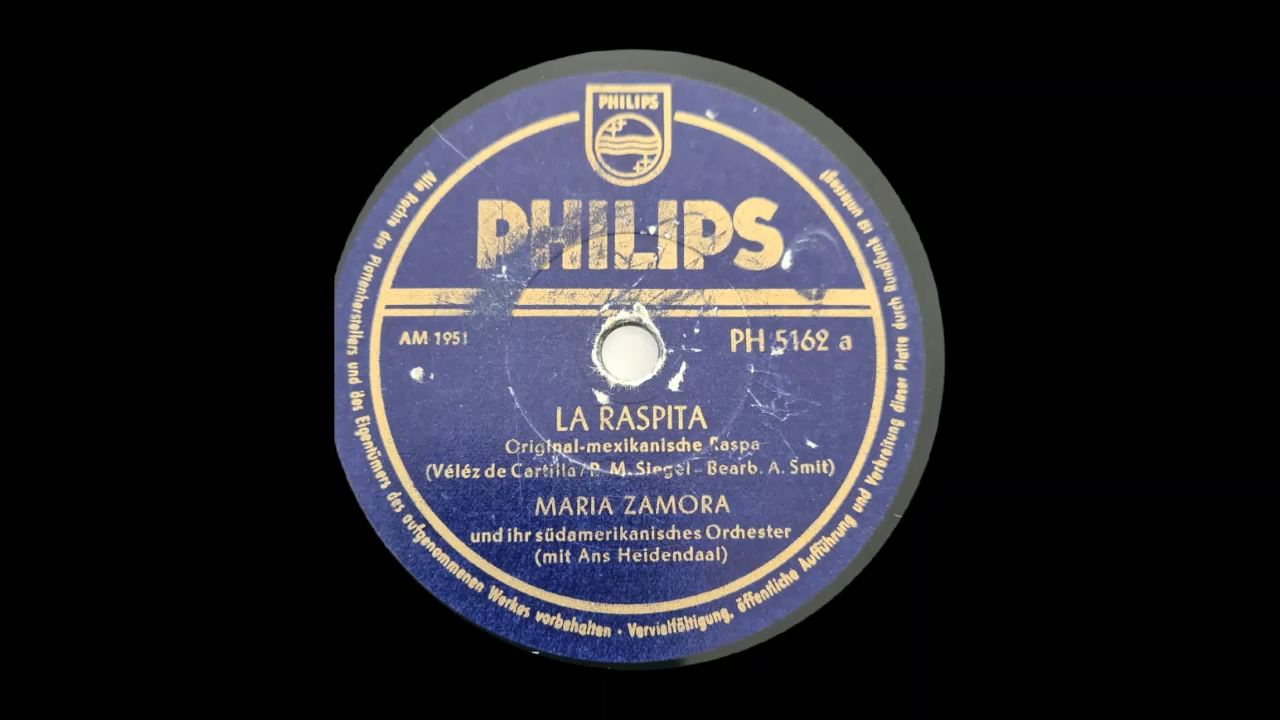 PHILIPS
PHILIPS
AM 1951
PH 5162 a
LA RASPITA
Original-mexikanische Raspa
(Véléz de Cartilla/P. M. Siegel - Bearb. A. Smit)
MARIA ZAMORA
und ihr südamerikanisches Orchester
(mit Ans Heidendaal)
Alle Rechte des Plattenherstellers und des Eigentümers des aufgenommenen Werkes vorbehalten · Vervielfältigung, öffentliche Aufführung und Verbreitung dieser Platte durch Rundfunk ist untersagt